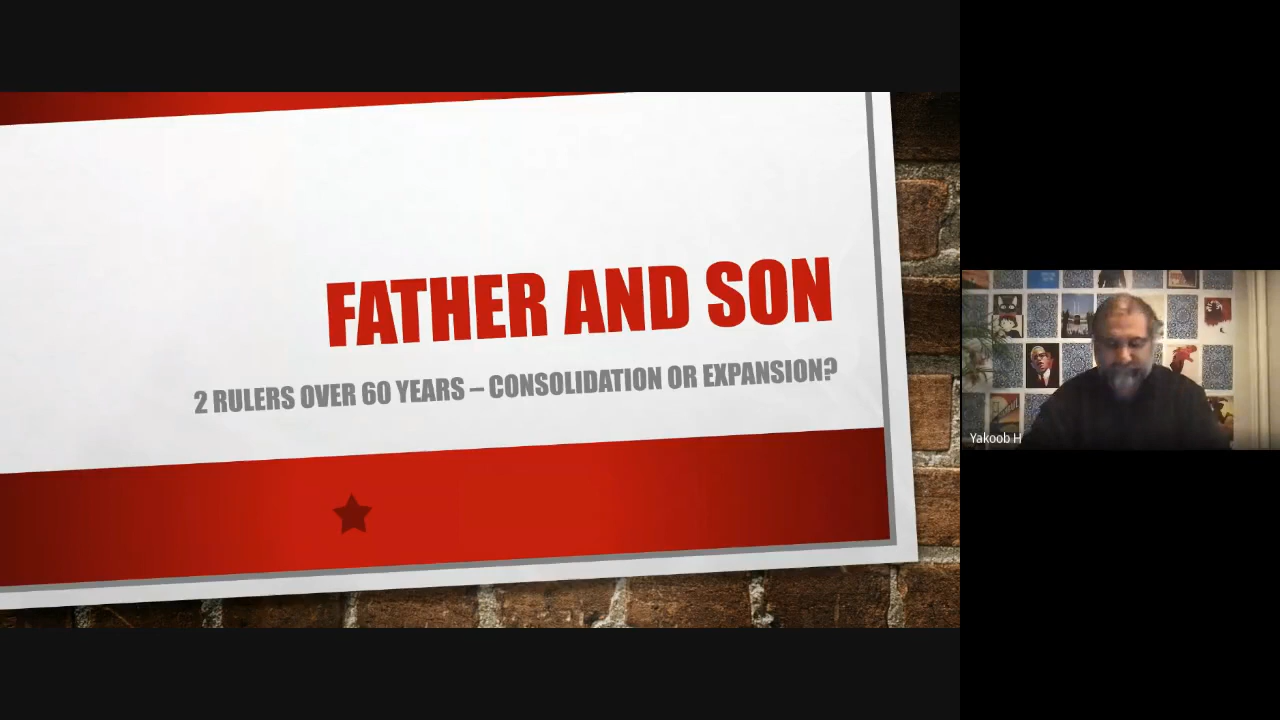 FATHER AND SON
2 RULERS OVER 60 YEARS – CONSOLIDATION OR EXPANSION?
Yakoob H